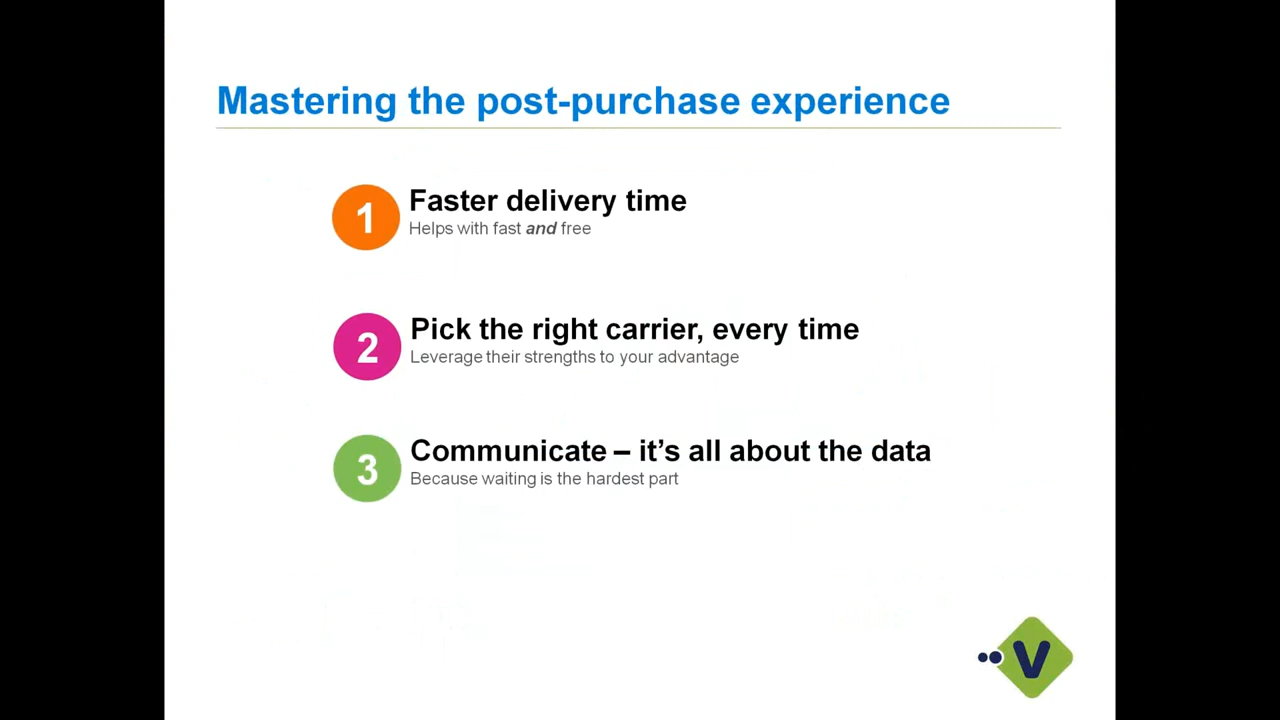 Mastering the post-purchase experience
1
Faster delivery time
Helps with fast and free
2
Pick the right carrier, every time
Leverage their strengths to your advantage
3
Communicate – it’s all about the data
Because waiting is the hardest part
V